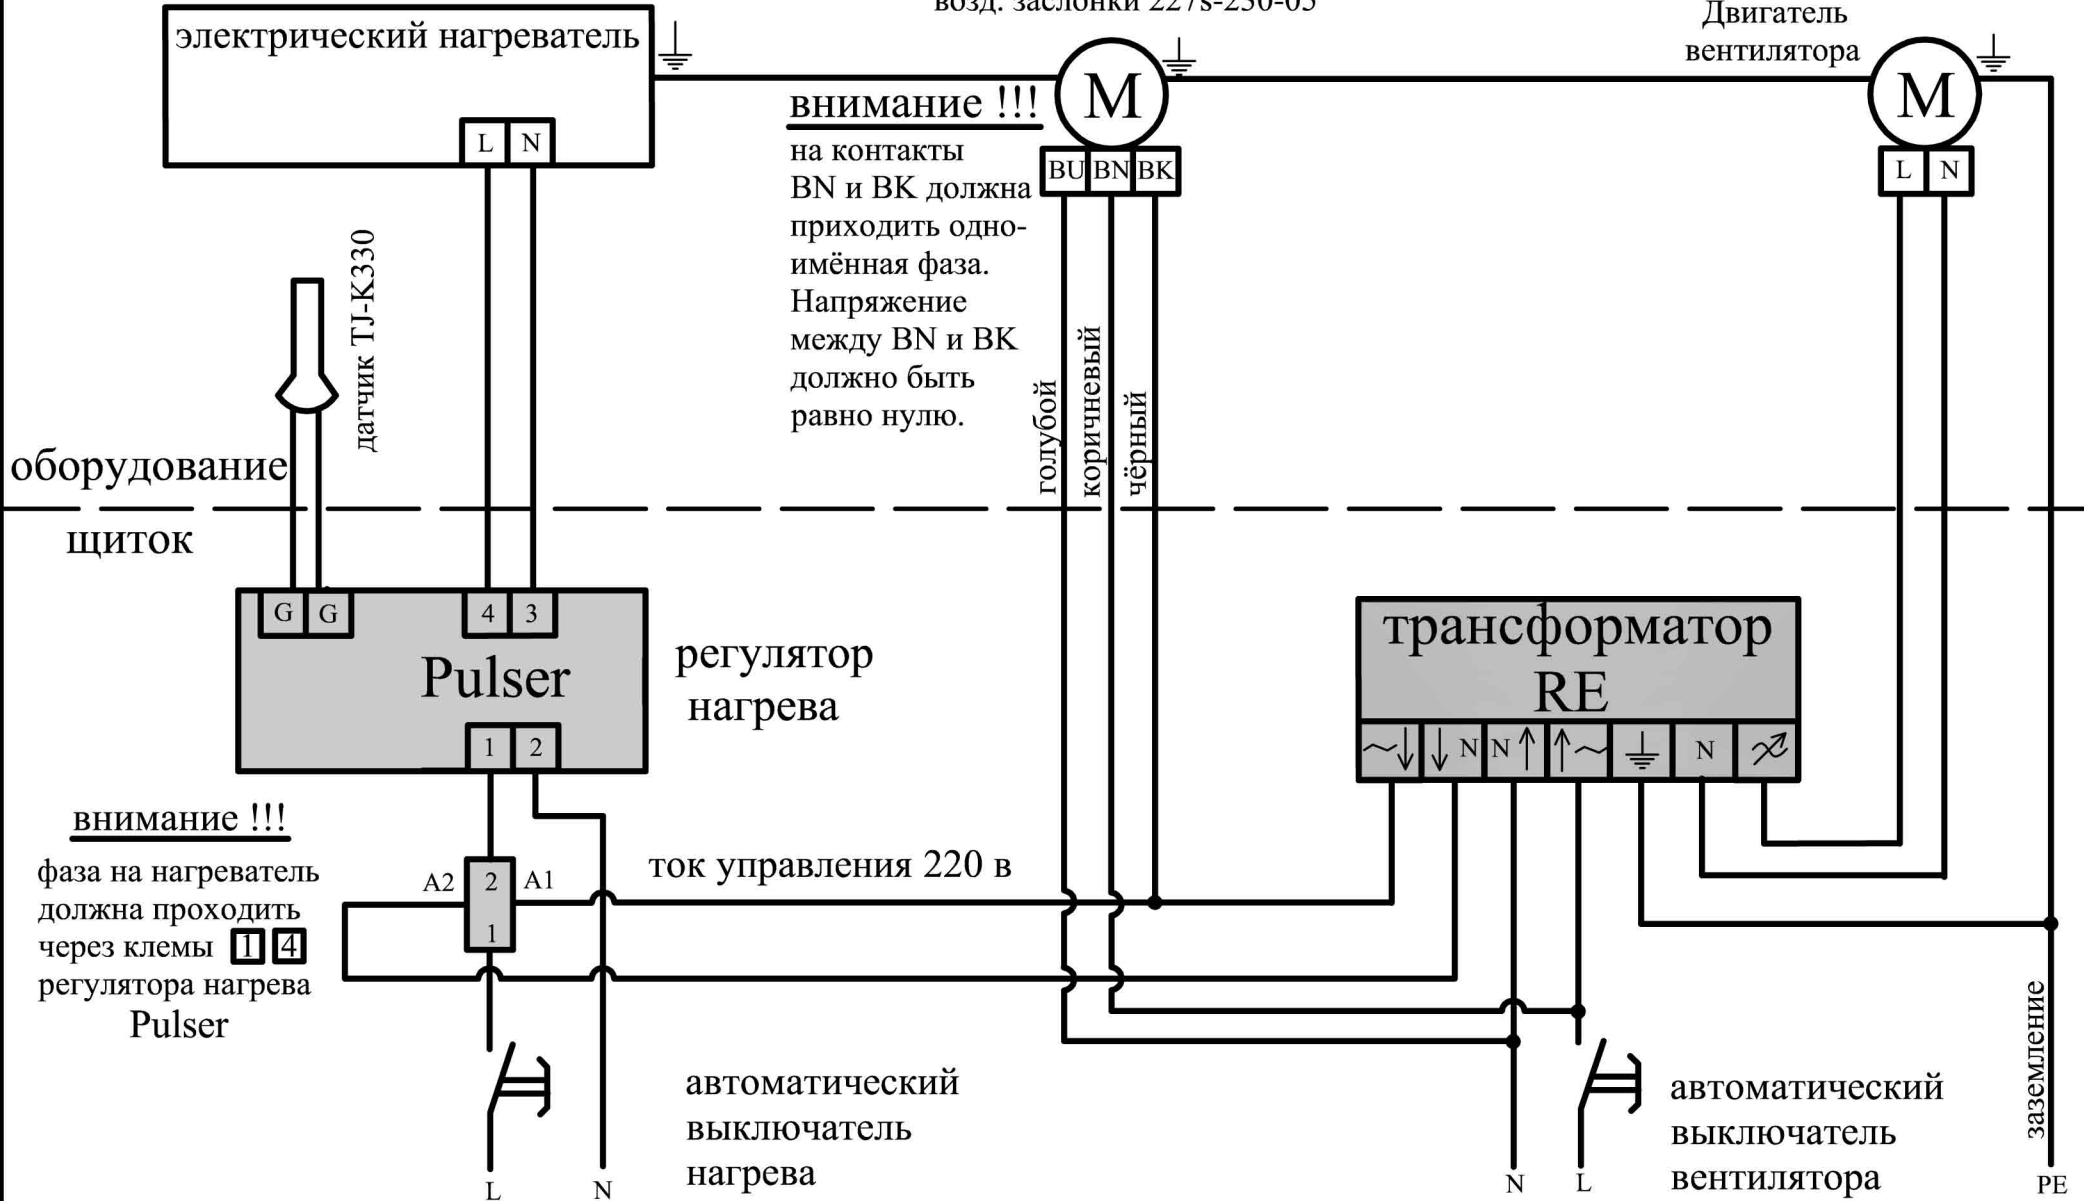 возд. заслонки 227s-230-05
электрический нагреватель
L N
Двигатель
вентилятора
M
M
внимание !!!
на контакты
BN и BK должна
приходить одно-
имённая фаза.
Напряжение
между BN и BK
должно быть
равно нулю.
BU BN BK
L N
датчик TJ-K330
голубой
коричневый
чёрный
оборудование
щиток
G G
4 3
Pulser
1 2
регулятор
нагрева
трансформатор
RE
N N N
внимание !!!
фаза на нагреватель
должна проходить
через клемы 1 4
регулятора нагрева
Pulser
A2 2 A1
1
ток управления 220 в
автоматический
выключатель
нагрева
автоматический
выключатель
вентилятора
заземление
L N N L PE